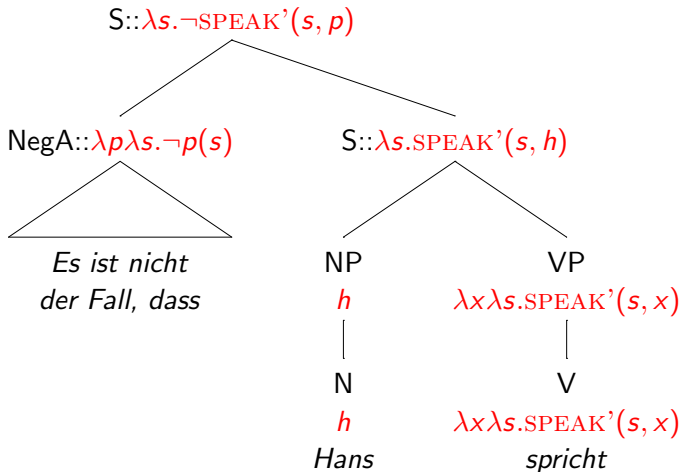 S::λs.¬SPEAK’(s, p)
NegA::λpλs.¬p(s) S::λs.SPEAK’(s, h)
Es ist nicht NP VP
der Fall, dass h λxλs.SPEAK’(s, x)
N V
h λxλs.SPEAK’(s, x)
Hans spricht